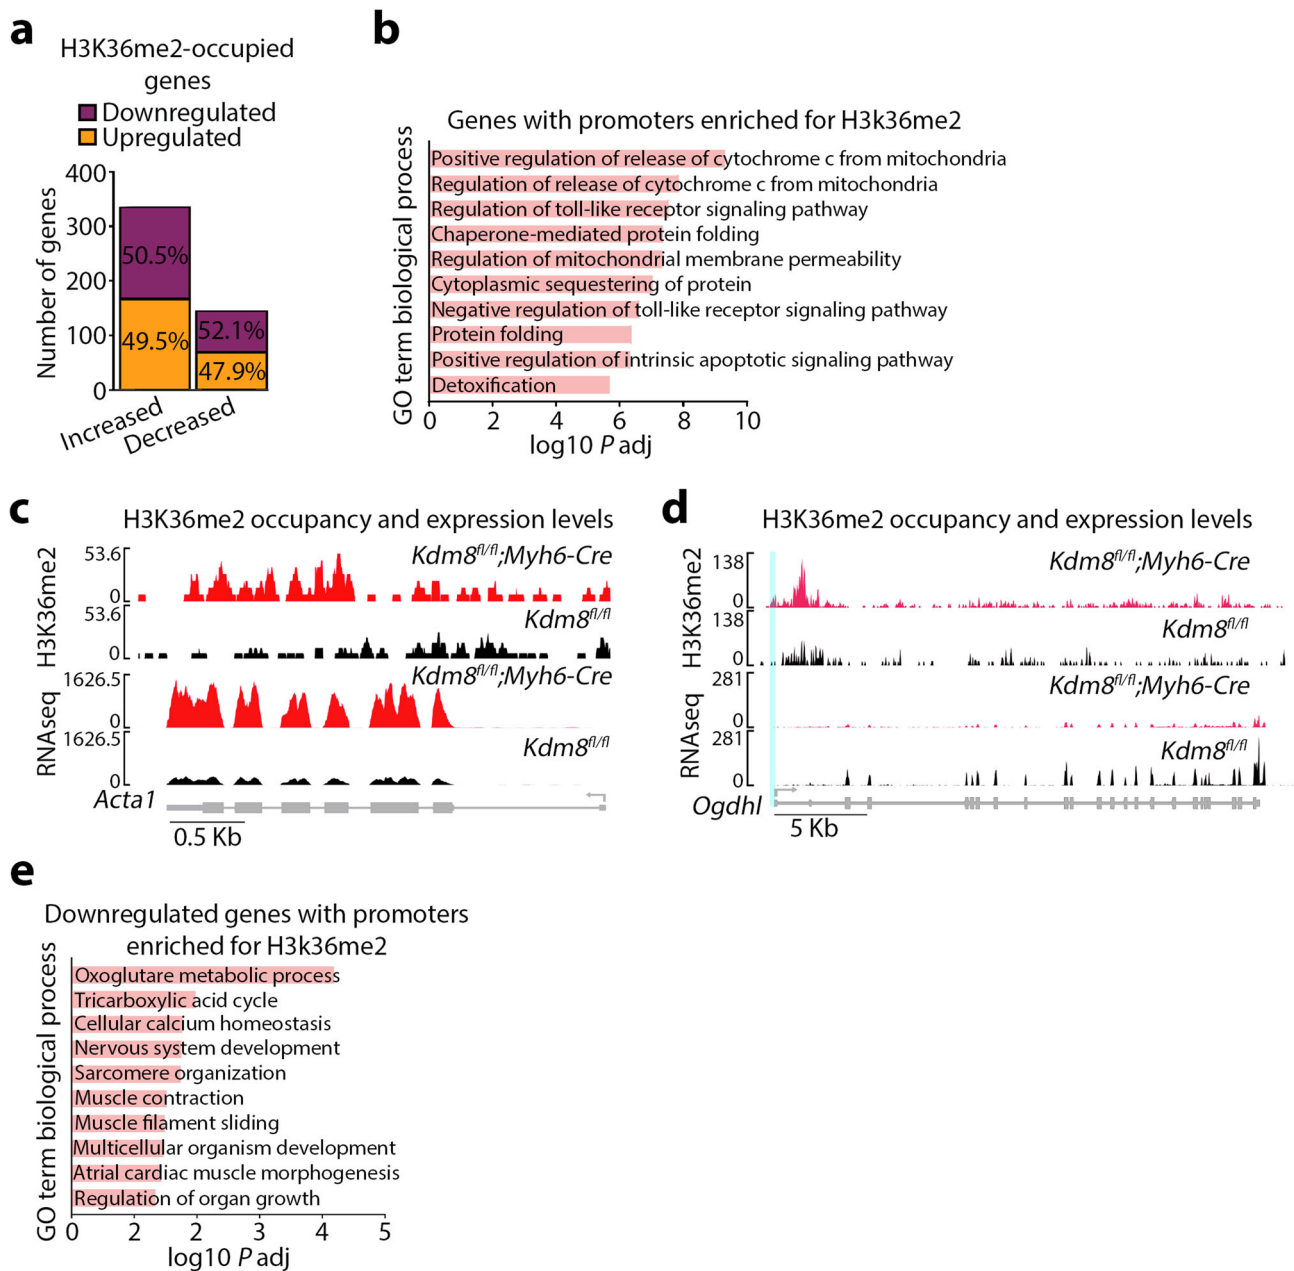 a
H3K36me2-occupied
genes
Downregulated
Upregulated
Number of genes
400
300
200
100
0
50.5%
49.5%
52.1%
47.9%
Increased
Decreased
b
Genes with promoters enriched for H3k36me2
GO term biological process
Positive regulation of release of cytochrome c from mitochondria
Regulation of release of cytochrome c from mitochondria
Regulation of toll-like receptor signaling pathway
Chaperone-mediated protein folding
Regulation of mitochondrial membrane permeability
Cytoplasmic sequestering of protein
Negative regulation of toll-like receptor signaling pathway
Protein folding
Positive regulation of intrinsic apoptotic signaling pathway
Detoxification
0 2 4 6 8 10
log10 P adj
c
H3K36me2 occupancy and expression levels
H3K36me2
53.6
0
Kdm8fl/fl;Myh6-Cre
53.6
0
Kdm8fl/fl
RNAseq
1626.5
0
Kdm8fl/fl;Myh6-Cre
1626.5
0
Kdm8fl/fl
Acta1
0.5 Kb
d
H3K36me2 occupancy and expression levels
H3K36me2
138
0
Kdm8fl/fl;Myh6-Cre
138
0
Kdm8fl/fl
RNAseq
281
0
Kdm8fl/fl;Myh6-Cre
281
0
Kdm8fl/fl
Ogdhl
5 Kb
e
Downregulated genes with promoters
enriched for H3k36me2
GO term biological process
Oxoglutare metabolic process
Tricarboxylic acid cycle
Cellular calcium homeostasis
Nervous system development
Sarcomere organization
Muscle contraction
Muscle filament sliding
Multicellular organism development
Atrial cardiac muscle morphogenesis
Regulation of organ growth
0 2 2 3 4 5
log10 P adj